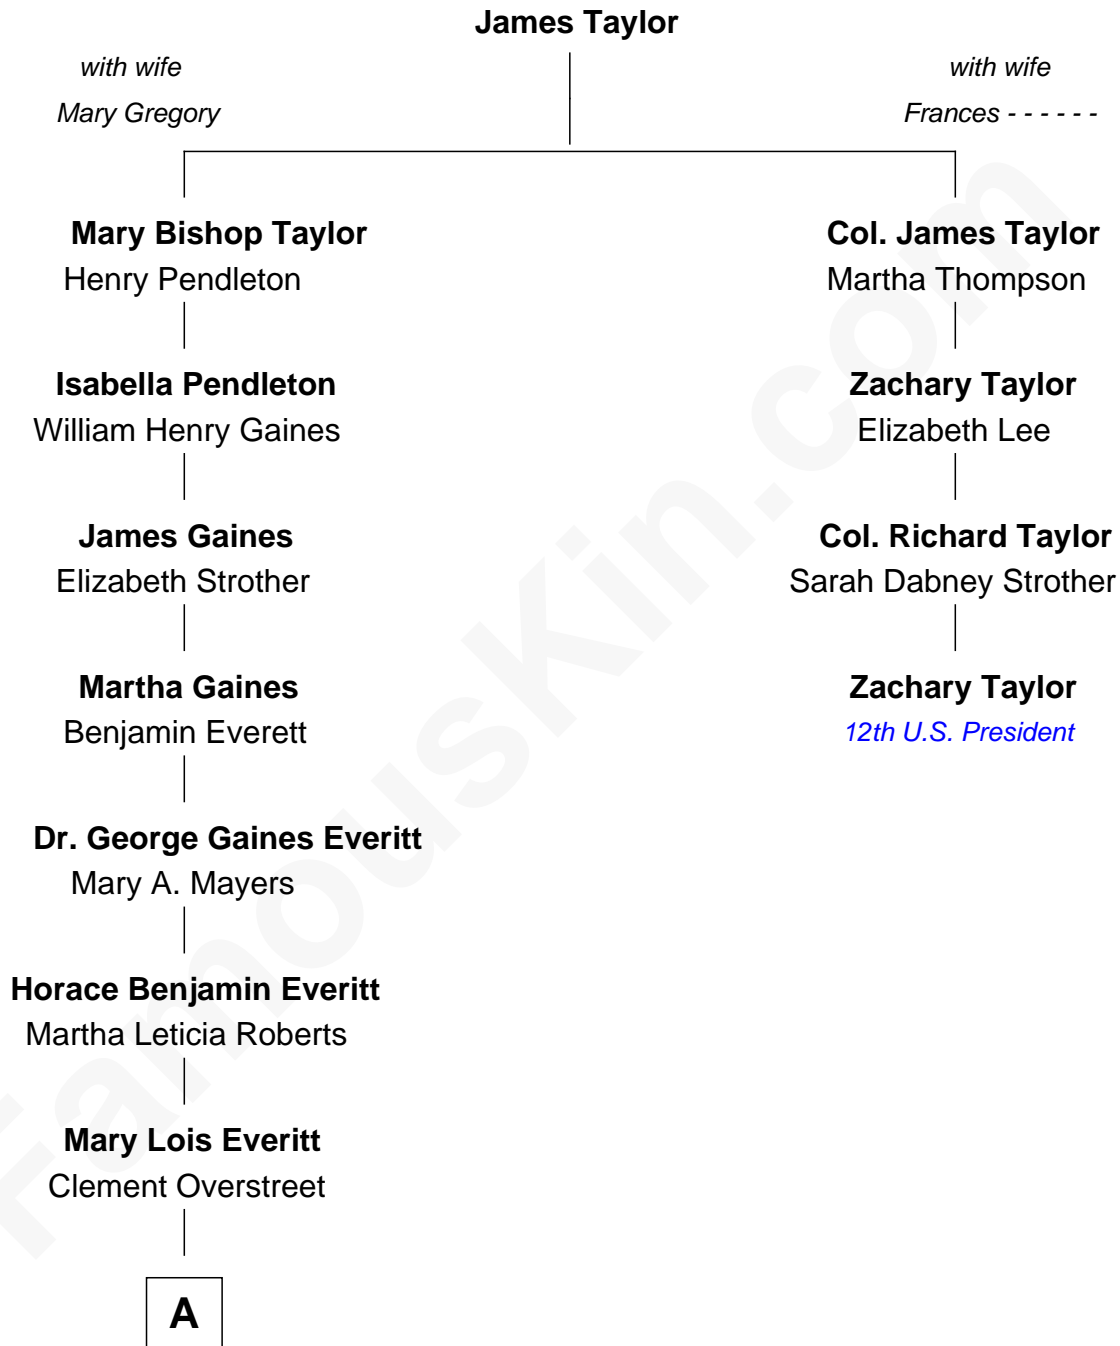 James Taylor
with wife
Mary Gregory
with wife
Frances - - - - - -
Mary Bishop Taylor
Henry Pendleton
Col. James Taylor
Martha Thompson
Isabella Pendleton
William Henry Gaines
Zachary Taylor
Elizabeth Lee
James Gaines
Elizabeth Strother
Col. Richard Taylor
Sarah Dabney Strother
Martha Gaines
Benjamin Everett
Zachary Taylor
12th U.S. President
Dr. George Gaines Everitt
Mary A. Mayers
Horace Benjamin Everitt
Martha Leticia Roberts
Mary Lois Everitt
Clement Overstreet
A
FamousKin.com